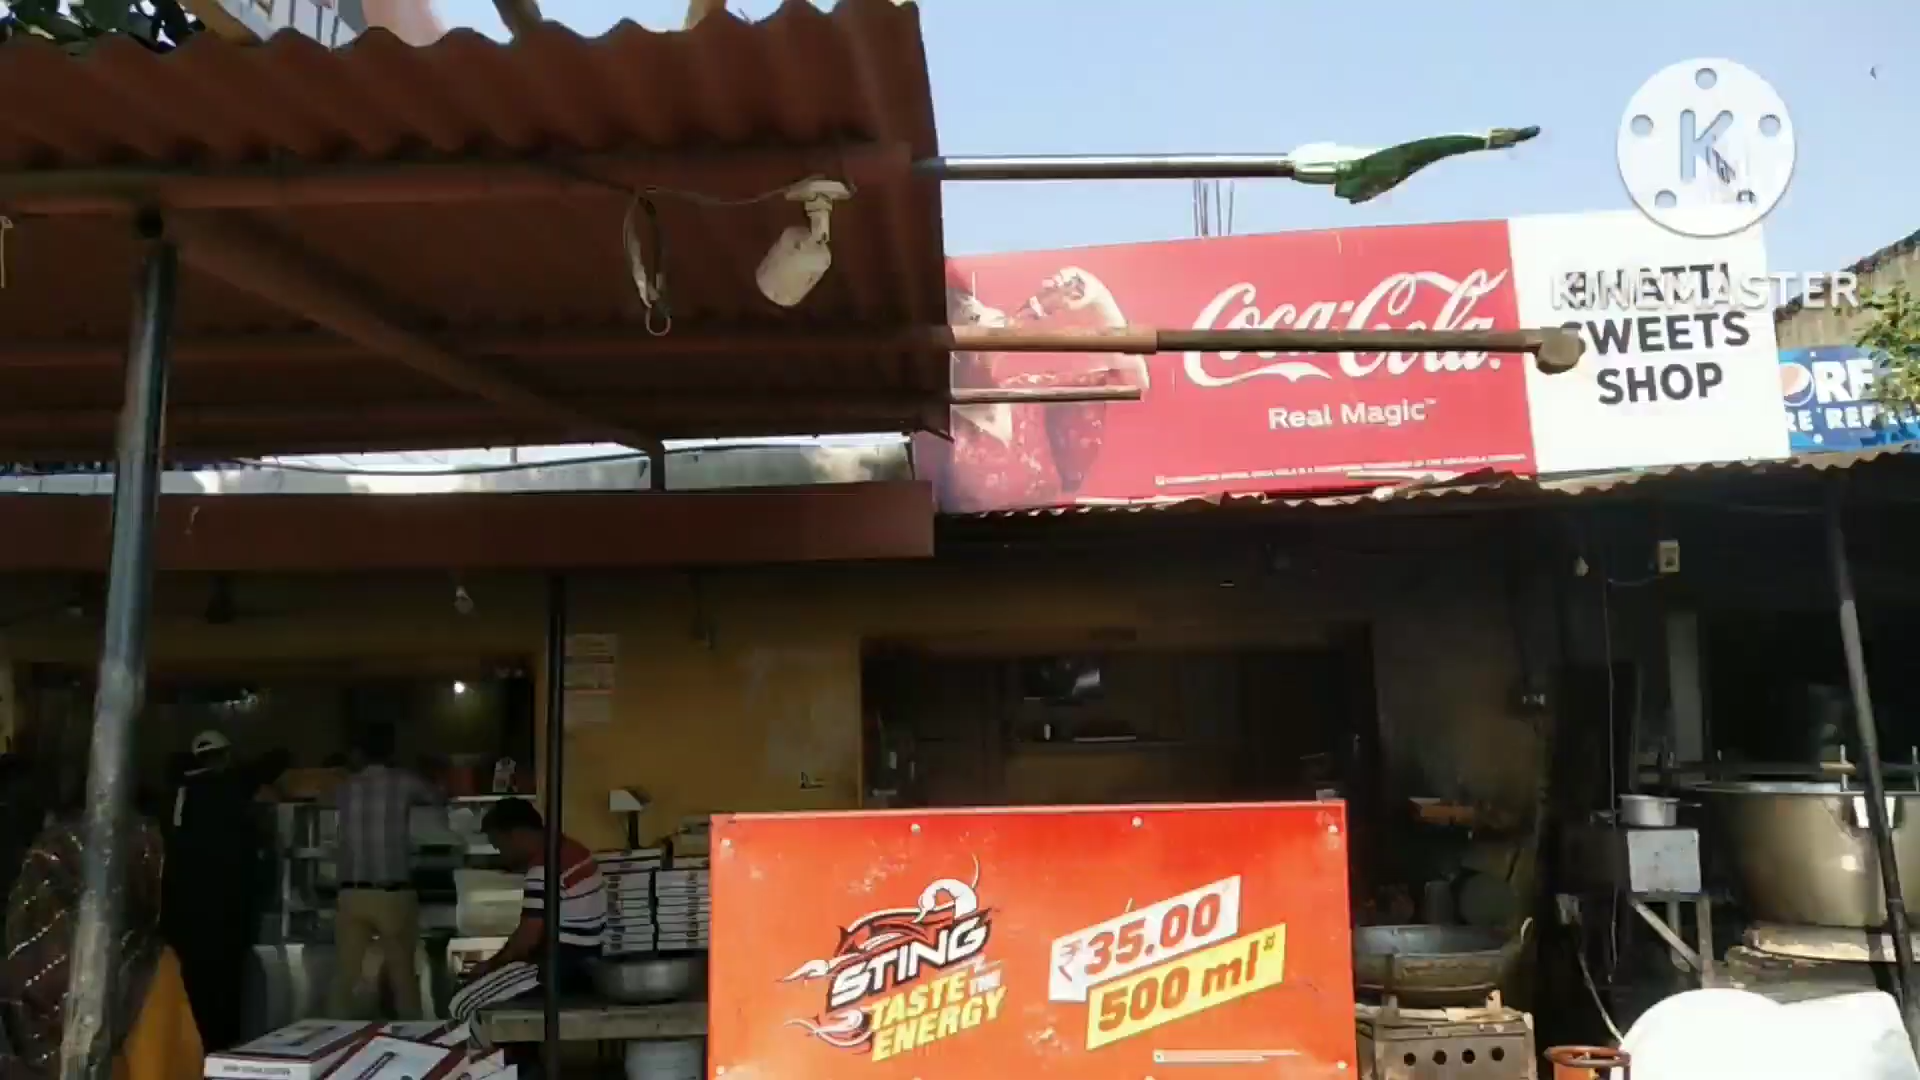 K
KINEMASTER
Coca-Cola
Real Magic™
SWEETS
SHOP
STING
TASTE THE
ENERGY
₹35.00
500 ml#